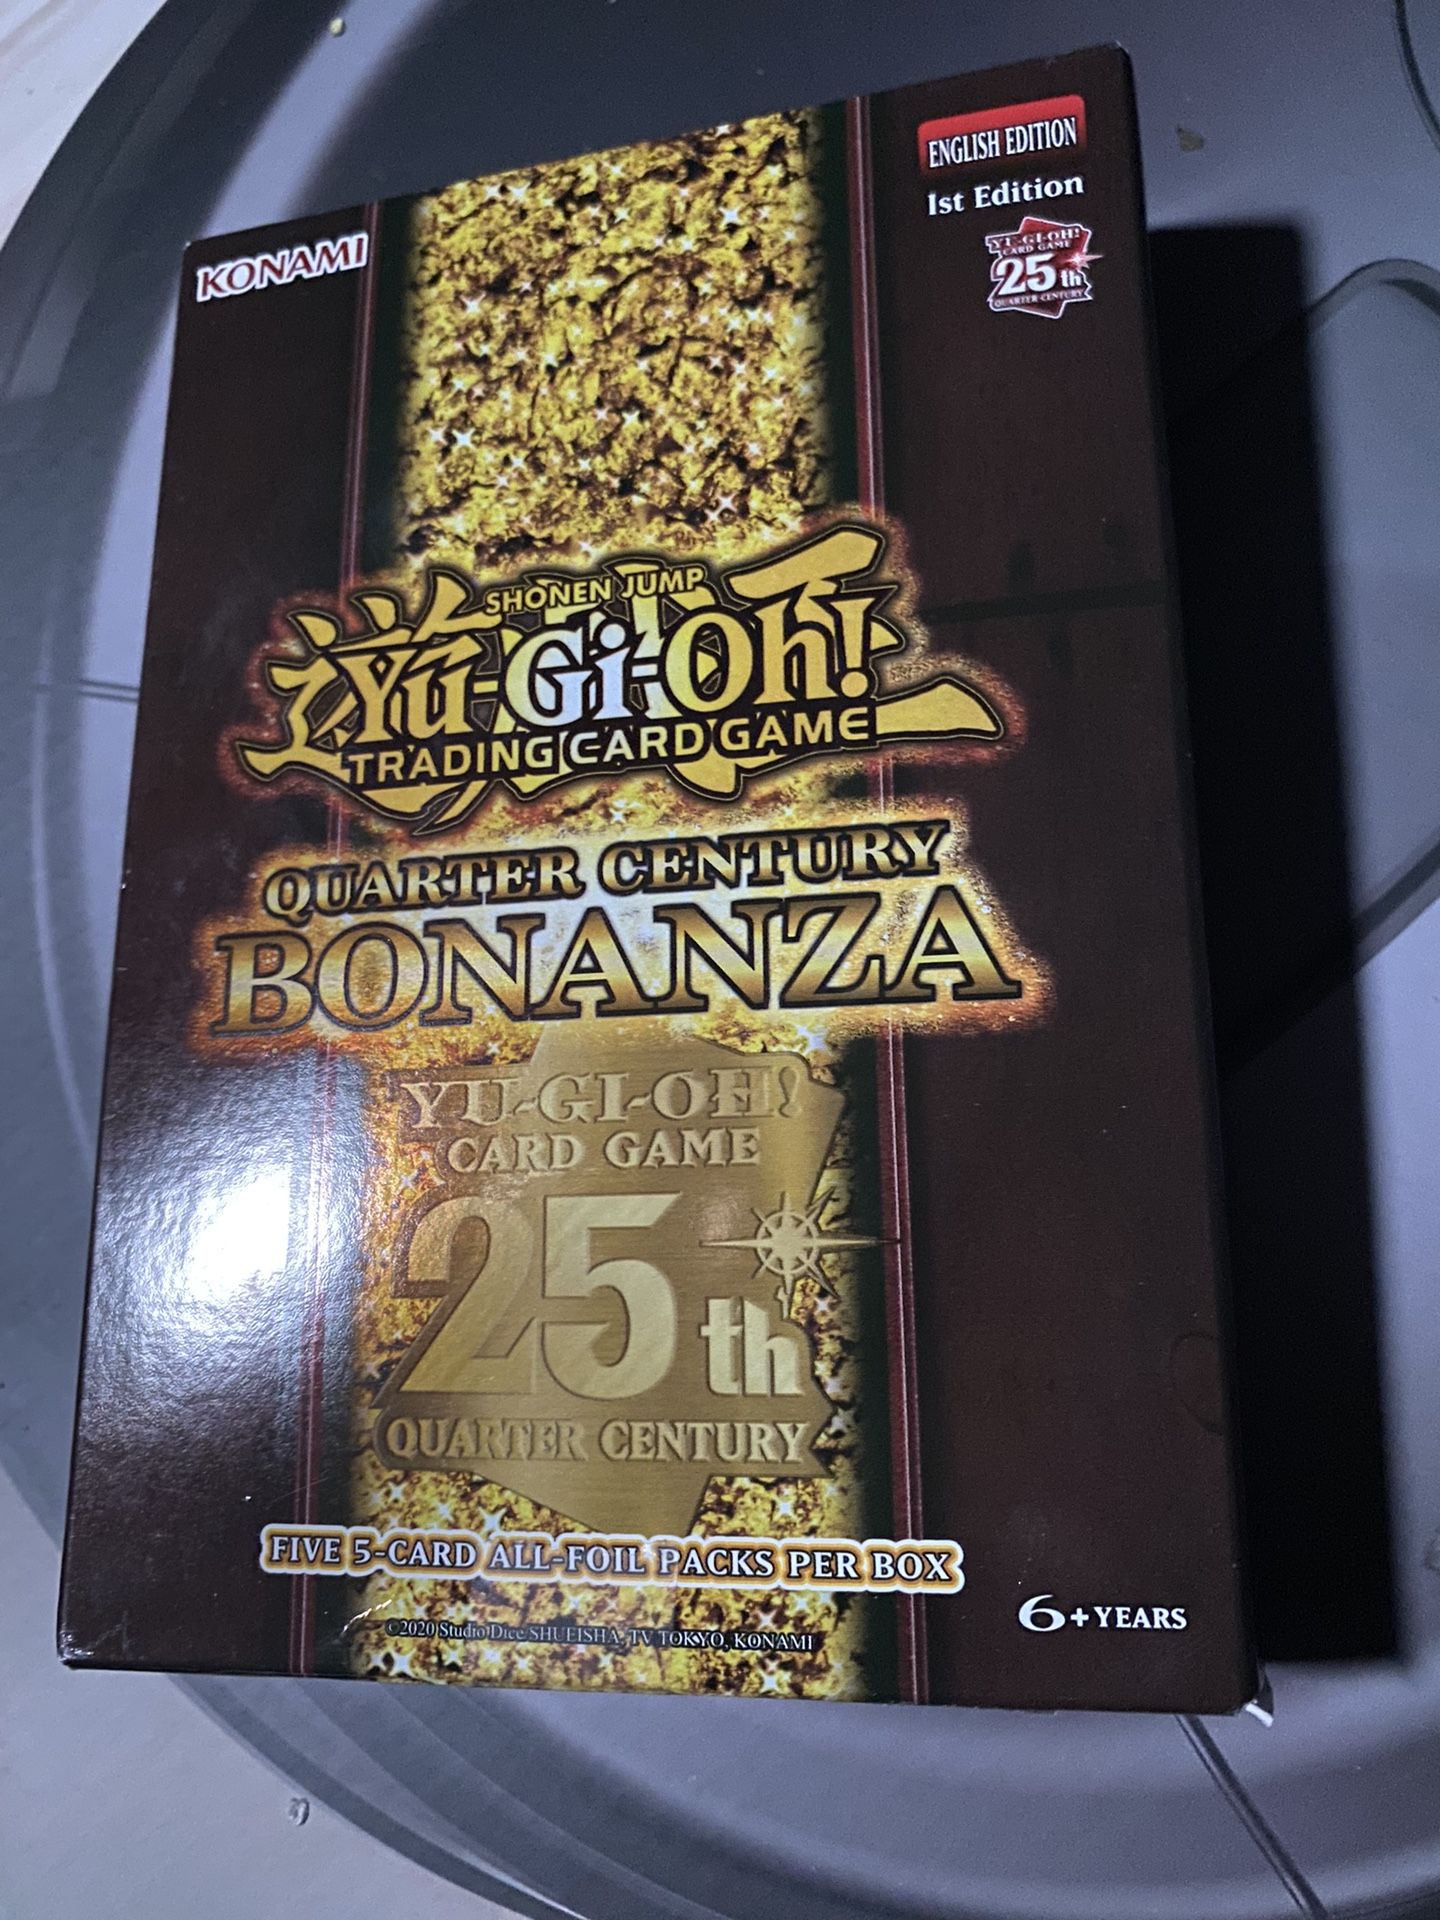 KONAMI
ENGLISH EDITION
1st Edition
YU-GI-OH!
CARD GAME
25th
QUARTER CENTURY
SHONEN JUMP
Yu-Gi-Oh!
TRADING CARD GAME
QUARTER CENTURY
BONANZA
YU-GI-OH!
CARD GAME
25th
QUARTER CENTURY
FIVE 5-CARD ALL-FOIL PACKS PER BOX
©2020 Studio Dice/SHUEISHA, TV TOKYO, KONAMI
6+YEARS